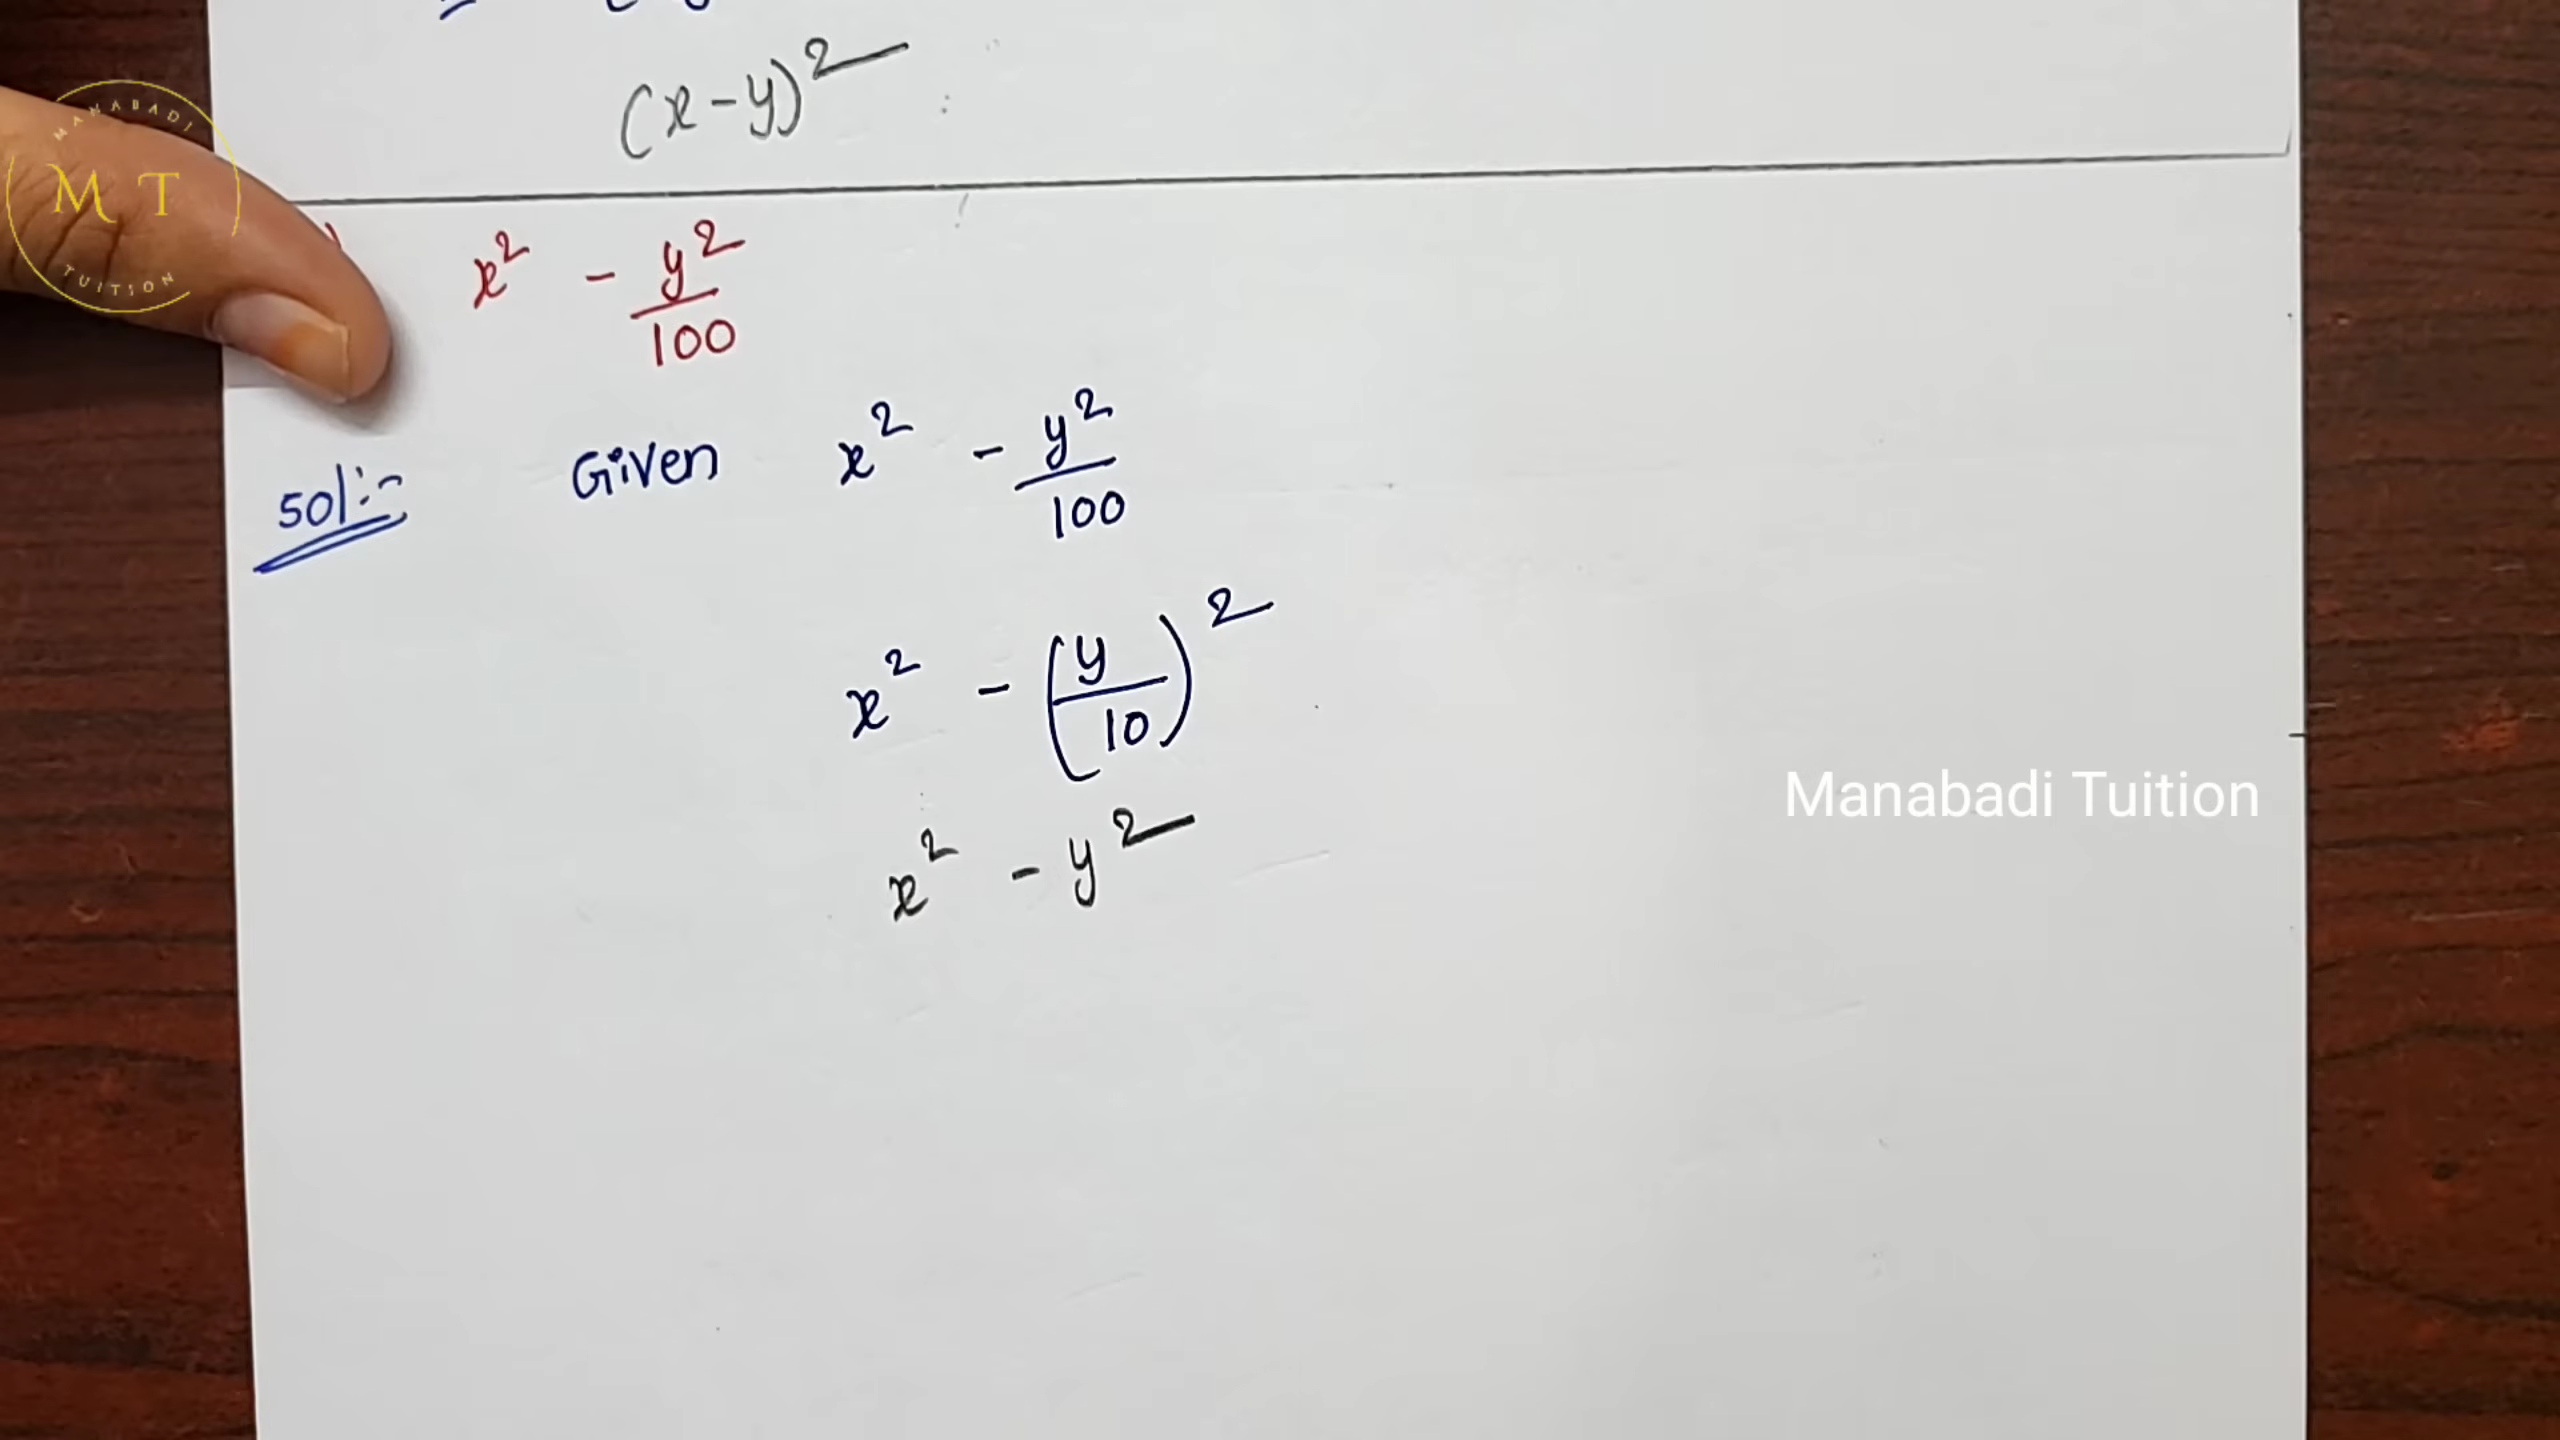 (x-y)²
MANABADI
M T
TUITION
x² - y²/100
Sol:- Given x² - y²/100
x² - (y/10)²
Manabadi Tuition
x² - y²